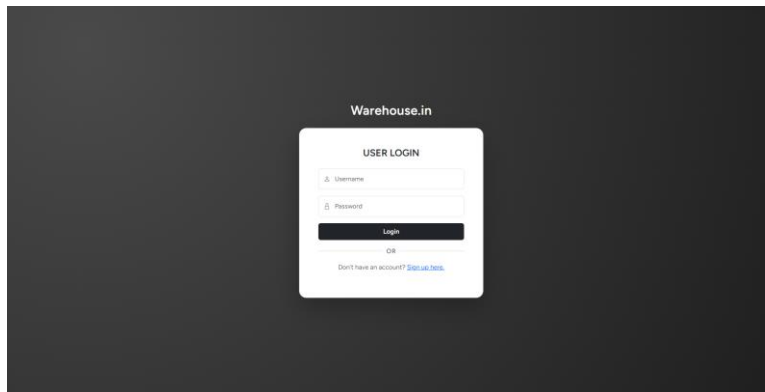 Warehouse.in
USER LOGIN
Username
Password
Login
OR
Don't have an account? Sign up here.